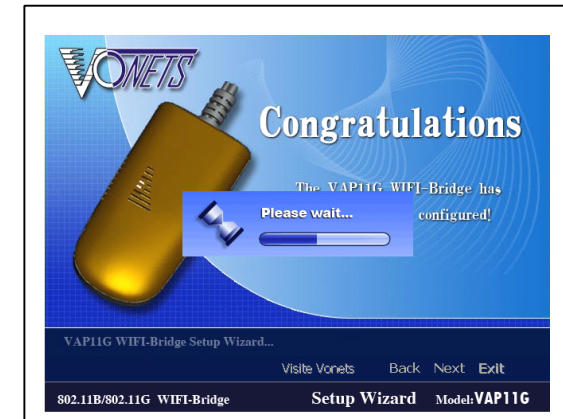 VONETS
Congratulations
The VAP11G WIFI-Bridge has
configured!
Please wait...
VAP11G WIFI-Bridge Setup Wizard...
Visite Vonets Back Next Exit
802.11B/802.11G WIFI-Bridge Setup Wizard Model:VAP11G